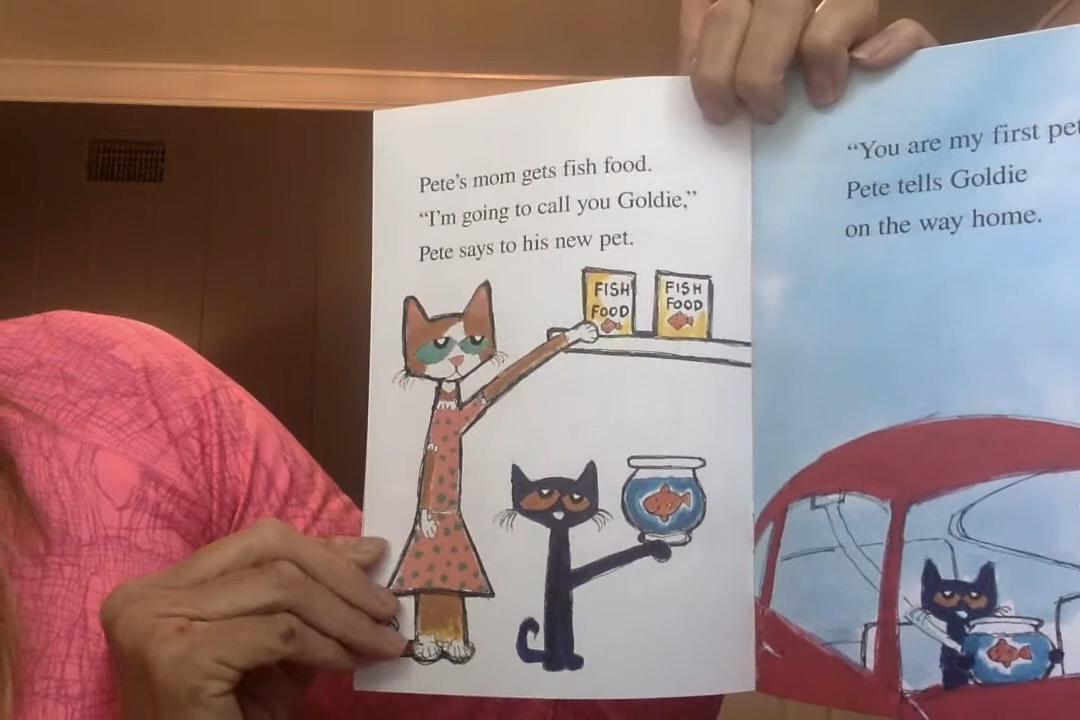 Pete's mom gets fish food.
“I'm going to call you Goldie,”
Pete says to his new pet.
FISH
FOOD
FISH
FOOD
“You are my first pet
Pete tells Goldie
on the way home.